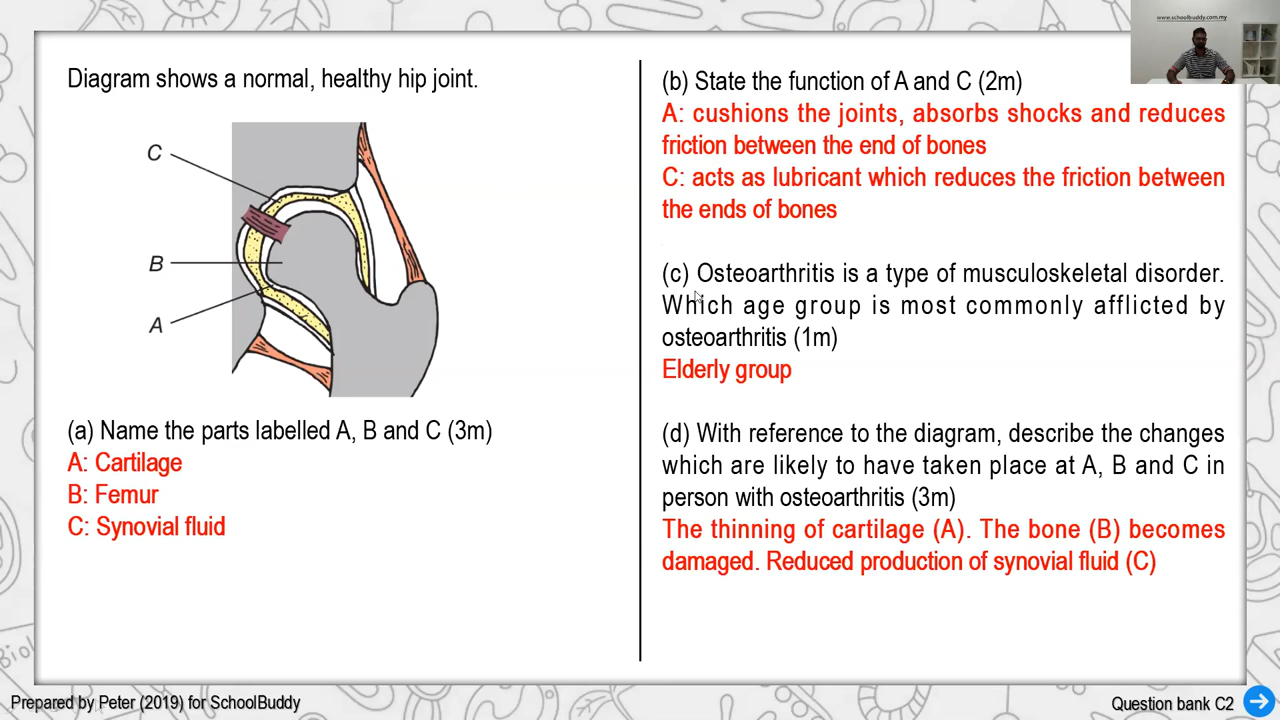 www.schoolbuddy.com.my
Diagram shows a normal, healthy hip joint.
C
B
A
(a) Name the parts labelled A, B and C (3m)
A: Cartilage
B: Femur
C: Synovial fluid
(b) State the function of A and C (2m)
A: cushions the joints, absorbs shocks and reduces
friction between the end of bones
C: acts as lubricant which reduces the friction between
the ends of bones
(c) Osteoarthritis is a type of musculoskeletal disorder.
Which age group is most commonly afflicted by
osteoarthritis (1m)
Elderly group
(d) With reference to the diagram, describe the changes
which are likely to have taken place at A, B and C in
person with osteoarthritis (3m)
The thinning of cartilage (A). The bone (B) becomes
damaged. Reduced production of synovial fluid (C)
Biol
Prepared by Peter (2019) for SchoolBuddy
Question bank C2